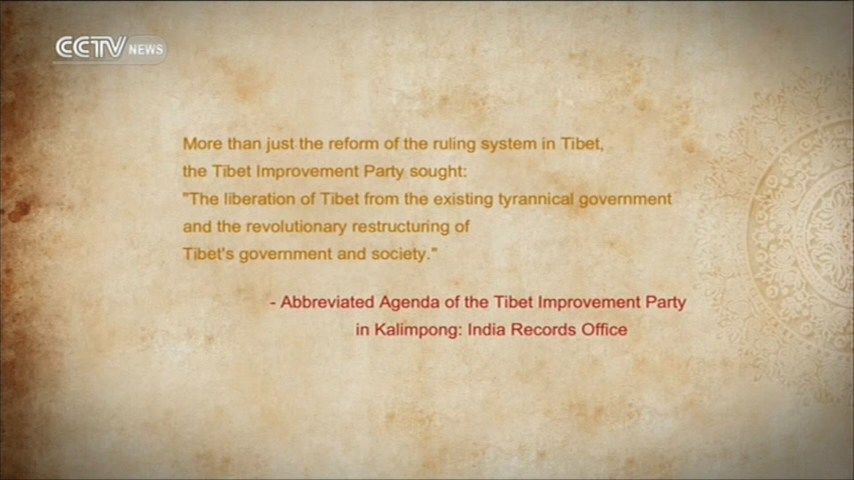 CCTV NEWS
More than just the reform of the ruling system in Tibet,
the Tibet Improvement Party sought:
"The liberation of Tibet from the existing tyrannical government
and the revolutionary restructuring of
Tibet's government and society."
- Abbreviated Agenda of the Tibet Improvement Party
in Kalimpong: India Records Office